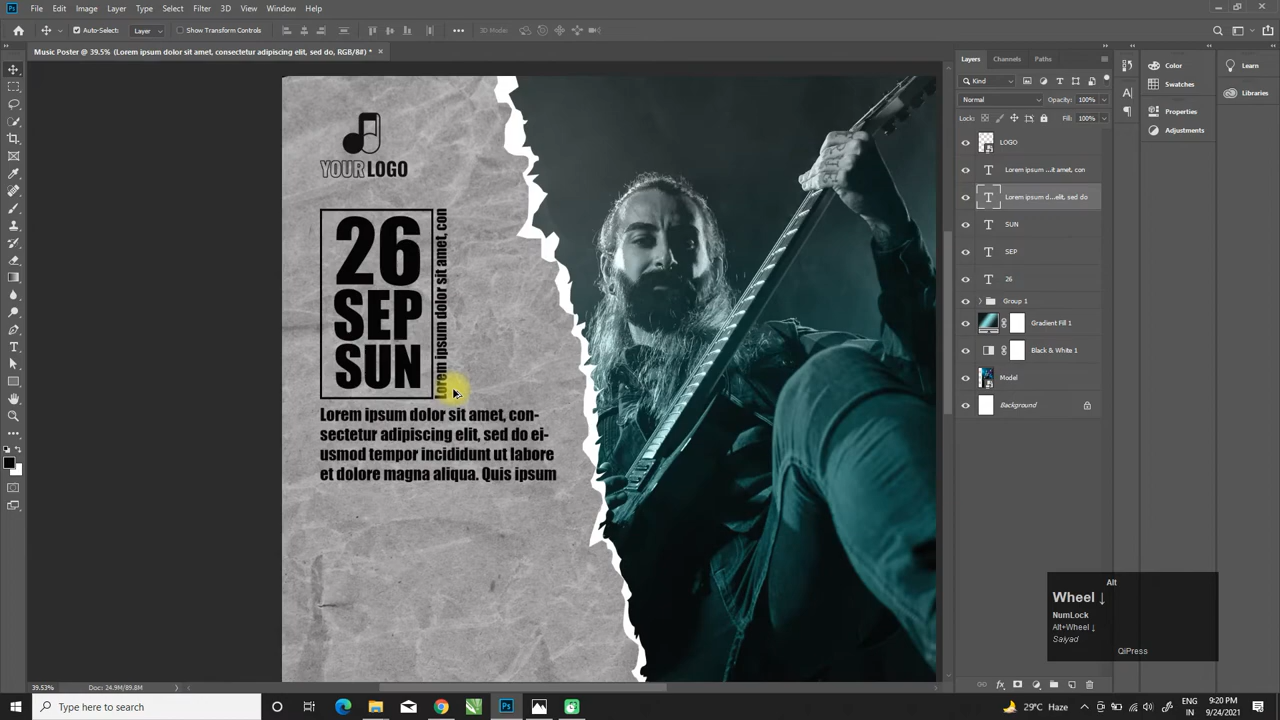 Ps File Edit Image Layer Type Select Filter 3D View Window Help
Auto-Select: Layer Show Transform Controls 3D Mode:
Music Poster @ 39.5% (Lorem ipsum dolor sit amet, consectetur adipiscing elit, sed do, RGB/8#) * ×
YOUR LOGO
26
SEP
SUN
Lorem ipsum dolor sit amet, con
Lorem ipsum dolor sit amet, con-
sectetur adipiscing elit, sed do ei-
usmod tempor incididunt ut labore
et dolore magna aliqua. Quis ipsum
Layers Channels Paths
Kind
Normal Opacity: 100%
Lock: Fill: 100%
LOGO
T Lorem ipsum ...it amet, con
T Lorem ipsum d...elit, sed do
T SUN
T SEP
T 26
Group 1
Gradient Fill 1
Black & White 1
Model
Background
Color
Swatches
Properties
Adjustments
Learn
Libraries
Alt
Wheel ↓
NumLock
Alt+Wheel ↓
Saiyad
QiPress
39.53% Doc: 24.9M/89.8M
Type here to search
Ps
29°C Haze
ENG
IN
9:20 PM
9/24/2021